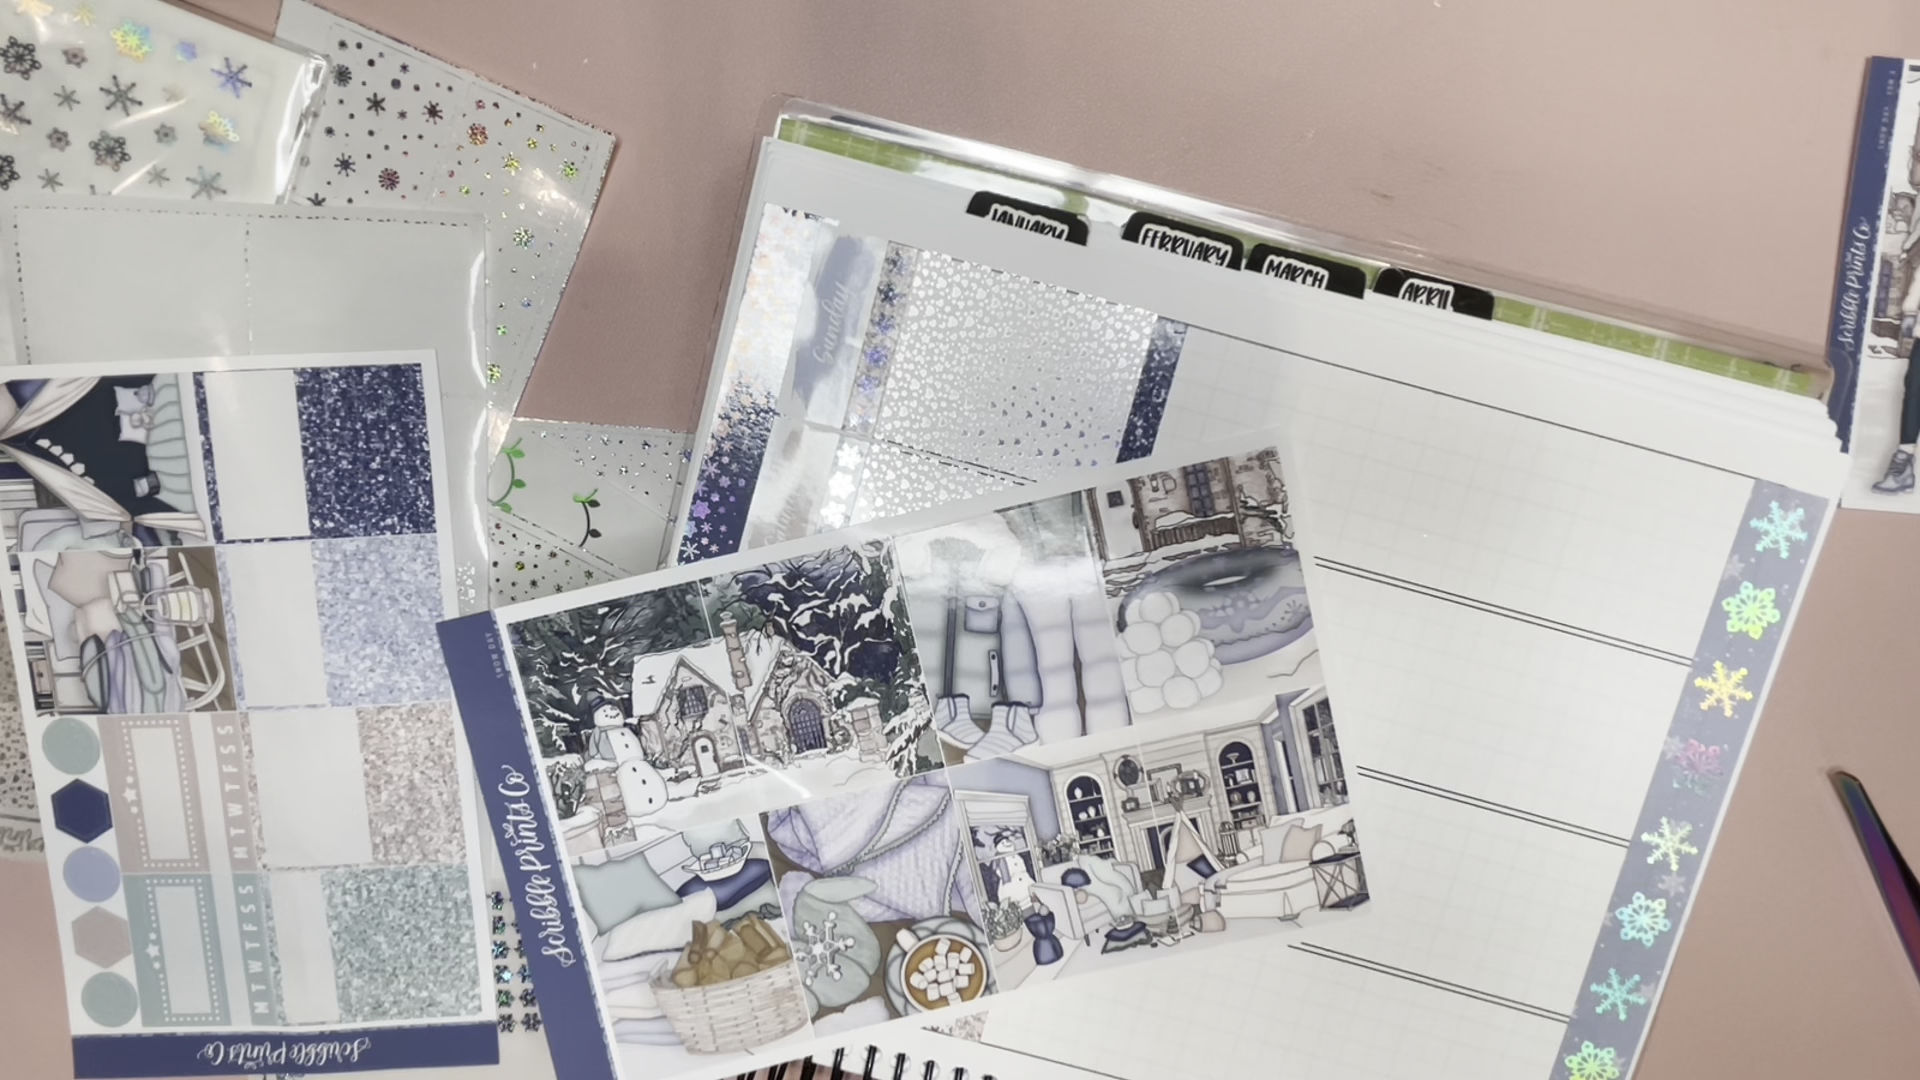 JANUARY
FEBRUARY
MARCH
APRIL
Sunday
Scribble Prints Co
Scribble Prints Co
Scribble Prints Co
M T W T F S S
M T W T F S S